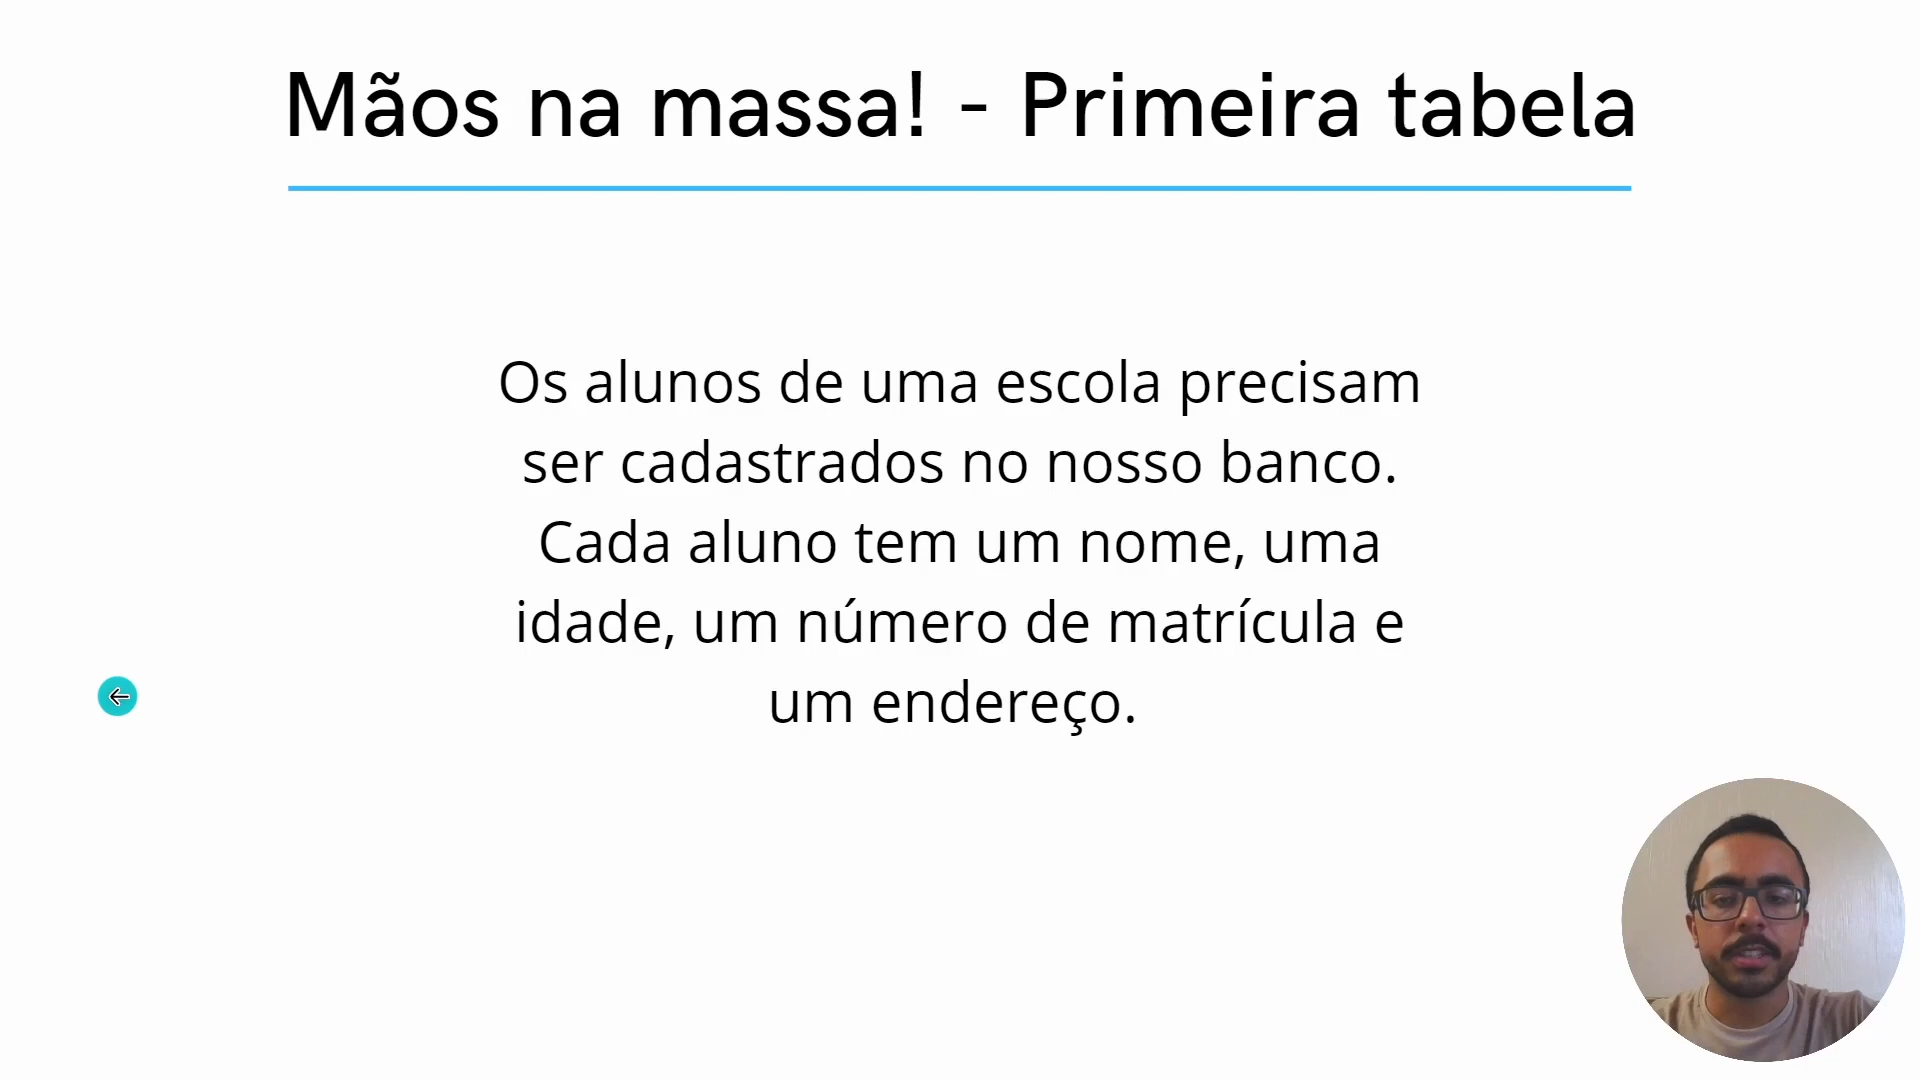 Mãos na massa! - Primeira tabela
Os alunos de uma escola precisam
ser cadastrados no nosso banco.
Cada aluno tem um nome, uma
idade, um número de matrícula e
um endereço.